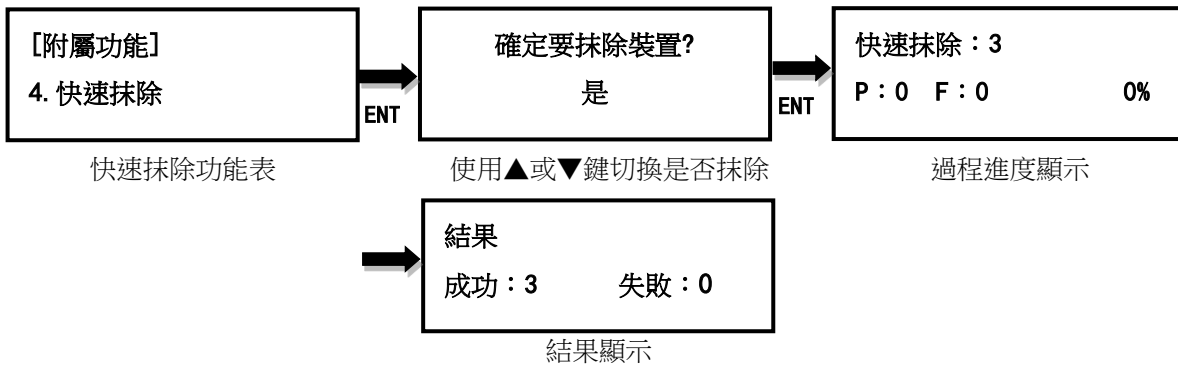 [附屬功能]
4. 快速抹除
ENT
確定要抹除裝置?
是
ENT
快速抹除：3
P：0 F：0 0%
快速抹除功能表
使用▲或▼鍵切換是否抹除
過程進度顯示
結果
成功：3 失敗：0
結果顯示